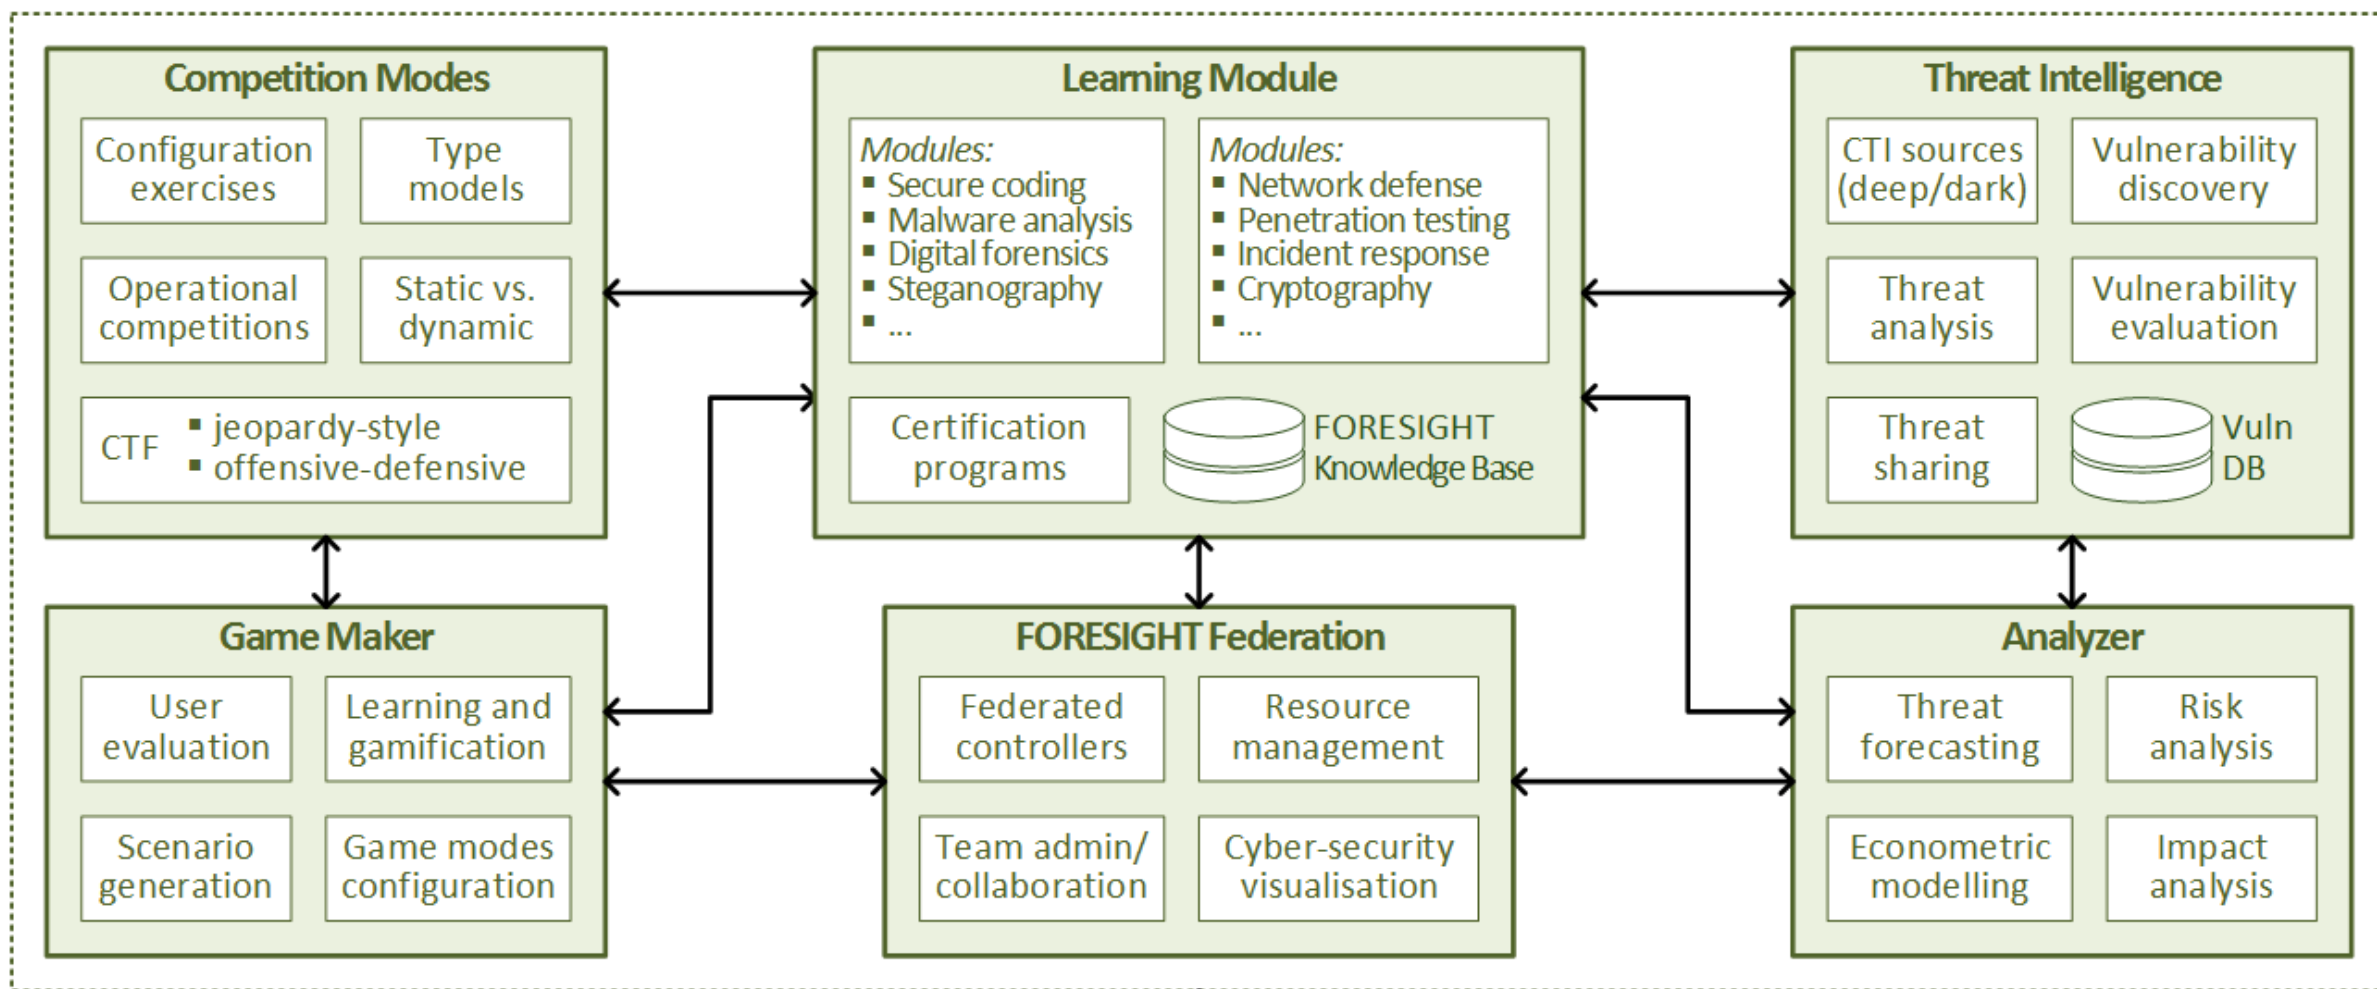 Competition Modes
Configuration
exercises
Type
models
Operational
competitions
Static vs.
dynamic
CTF
▪ jeopardy-style
▪ offensive-defensive
Learning Module
Modules:
▪ Secure coding
▪ Malware analysis
▪ Digital forensics
▪ Steganography
▪ ...
Modules:
▪ Network defense
▪ Penetration testing
▪ Incident response
▪ Cryptography
▪ ...
Certification
programs
FORESIGHT
Knowledge Base
Threat Intelligence
CTI sources
(deep/dark)
Vulnerability
discovery
Threat
analysis
Vulnerability
evaluation
Threat
sharing
Vuln
DB
Game Maker
User
evaluation
Learning and
gamification
Scenario
generation
Game modes
configuration
FORESIGHT Federation
Federated
controllers
Resource
management
Team admin/
collaboration
Cyber-security
visualisation
Analyzer
Threat
forecasting
Risk
analysis
Econometric
modelling
Impact
analysis